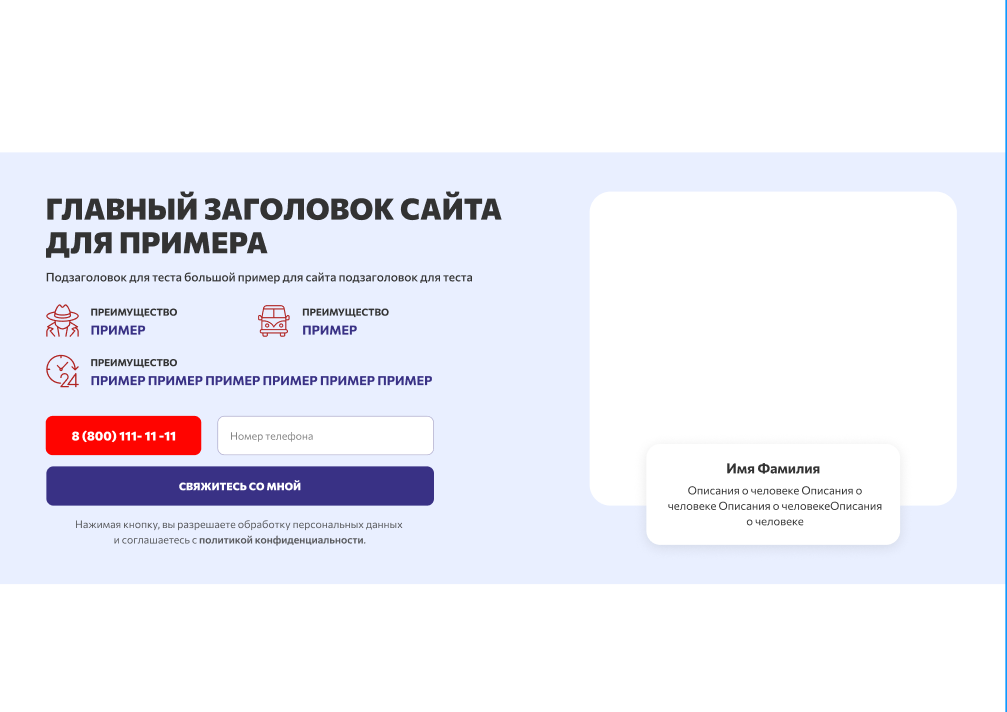 ГЛАВНЫЙ ЗАГОЛОВОК САЙТА
ДЛЯ ПРИМЕРА
Подзаголовок для теста большой пример для сайта подзаголовок для теста
ПРЕИМУЩЕСТВО
ПРИМЕР
ПРЕИМУЩЕСТВО
ПРИМЕР
24
ПРЕИМУЩЕСТВО
ПРИМЕР ПРИМЕР ПРИМЕР ПРИМЕР ПРИМЕР ПРИМЕР
8 (800) 111- 11 -11
Номер телефона
СВЯЖИТЕСЬ СО МНОЙ
Нажимая кнопку, вы разрешаете обработку персональных данных
и соглашаетесь с политикой конфиденциальности.
Имя Фамилия
Описания о человеке Описания о
человеке Описания о человекеОписания
о человеке